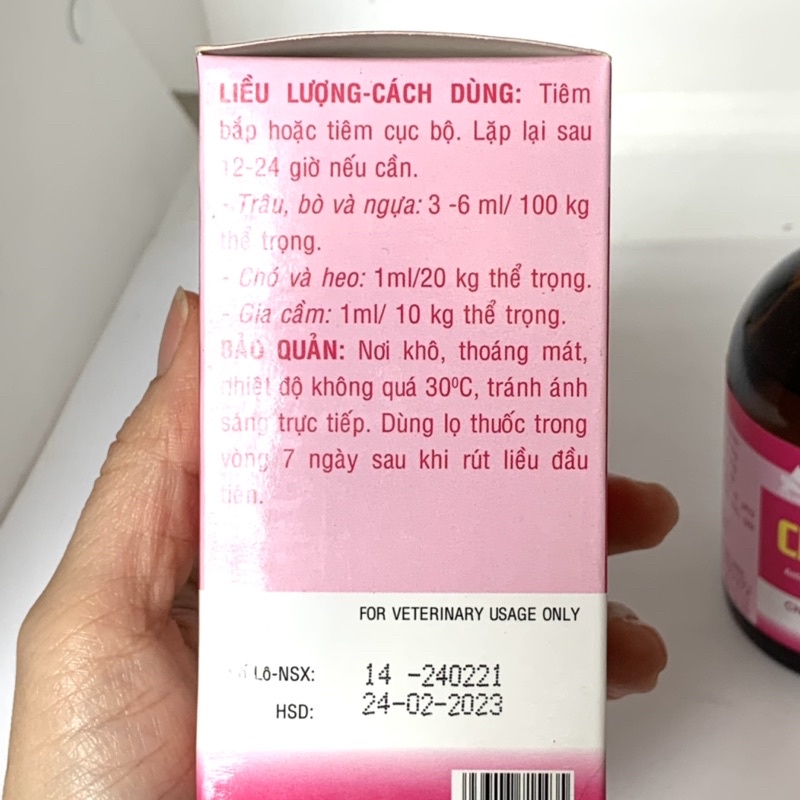 LIỀU LƯỢNG-CÁCH DÙNG: Tiêm
bắp hoặc tiêm cục bộ. Lặp lại sau
12-24 giờ nếu cần.
- Trâu, bò và ngựa: 3 -6 ml/ 100 kg
thể trọng.
- Chó và heo: 1ml/20 kg thể trọng.
- Gia cầm: 1ml/ 10 kg thể trọng.
BẢO QUẢN: Nơi khô, thoáng mát,
nhiệt độ không quá 30⁰C, tránh ánh
sáng trực tiếp. Dùng lọ thuốc trong
vòng 7 ngày sau khi rút liều đầu
tiên.
FOR VETERINARY USAGE ONLY
Lô-NSX: 14 -240221
HSD: 24-02-2023